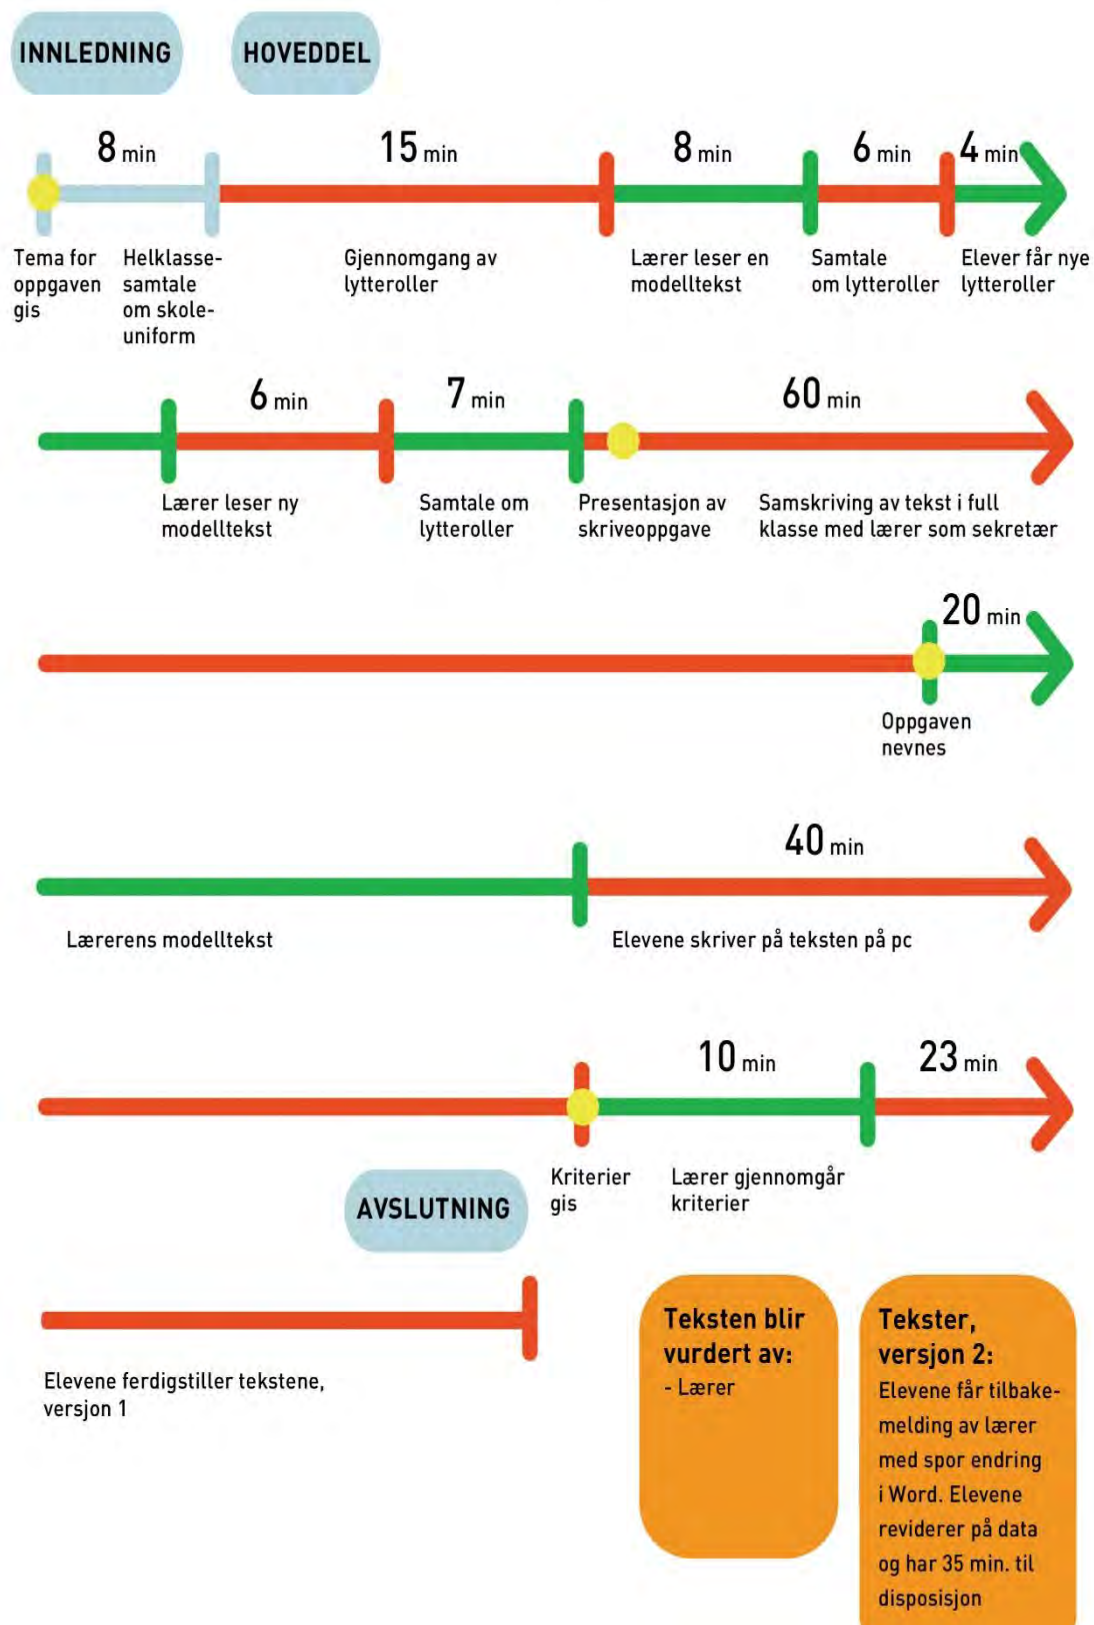 INNLEDNING
HOVEDDEL
8 min
15 min
8 min
6 min
4 min
Tema for
oppgaven
gis
Helklasse-
samtale
om skole-
uniform
Gjennomgang av
lytteroller
Lærer leser en
modelltekst
Samtale
om lytteroller
Elever får nye
lytteroller
6 min
7 min
60 min
Lærer leser ny
modelltekst
Samtale om
lytteroller
Presentasjon av
skriveoppgave
Samskriving av tekst i full
klasse med lærer som sekretær
20 min
Oppgaven
nevnes
40 min
Lærerens modelltekst
Elevene skriver på teksten på pc
10 min
23 min
Kriterier
gis
Lærer gjennomgår
kriterier
AVSLUTNING
Elevene ferdigstiller tekstene,
versjon 1
Teksten blir
vurdert av:
- Lærer
Tekster,
versjon 2:
Elevene får tilbake-
melding av lærer
med spor endring
i Word. Elevene
reviderer på data
og har 35 min. til
disposisjon